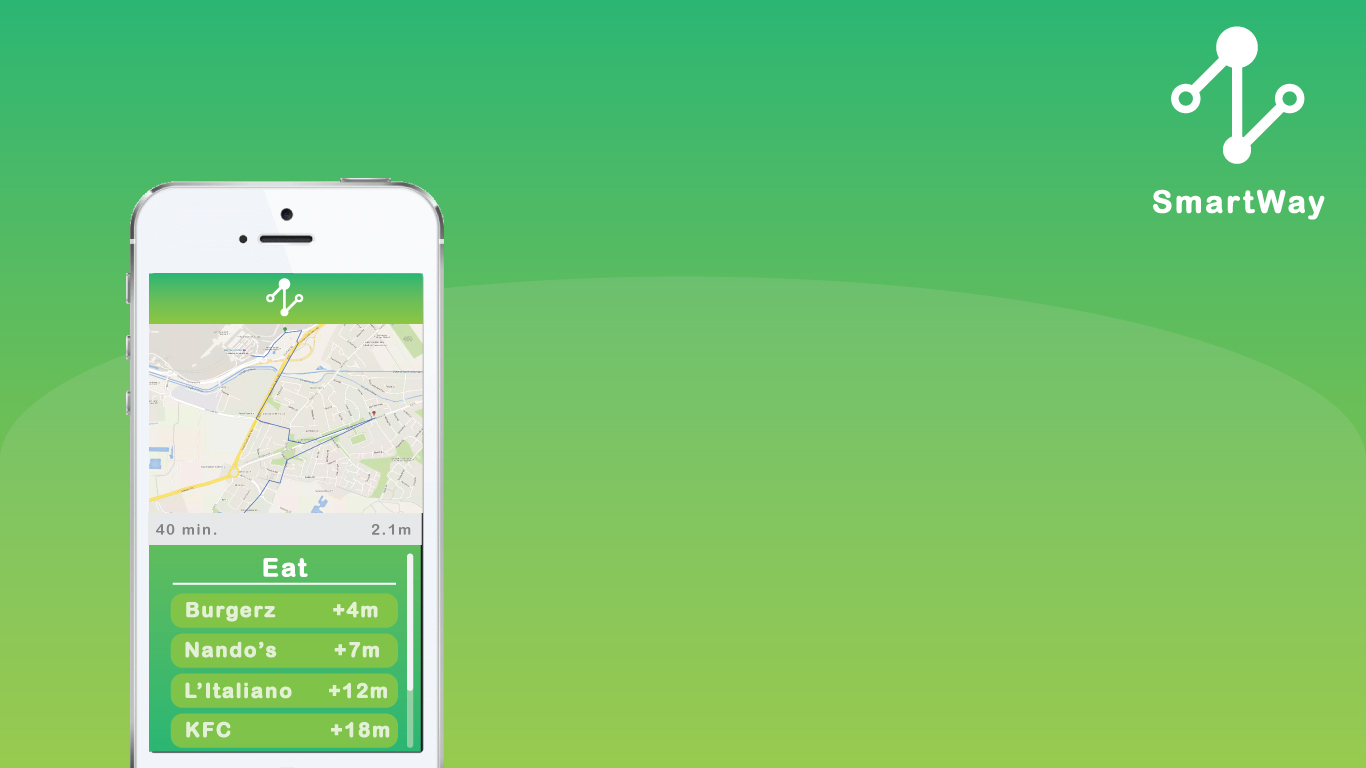 SmartWay
40 min. 2.1m
Eat
Burgerz +4m
Nando's +7m
L'Italiano +12m
KFC +18m